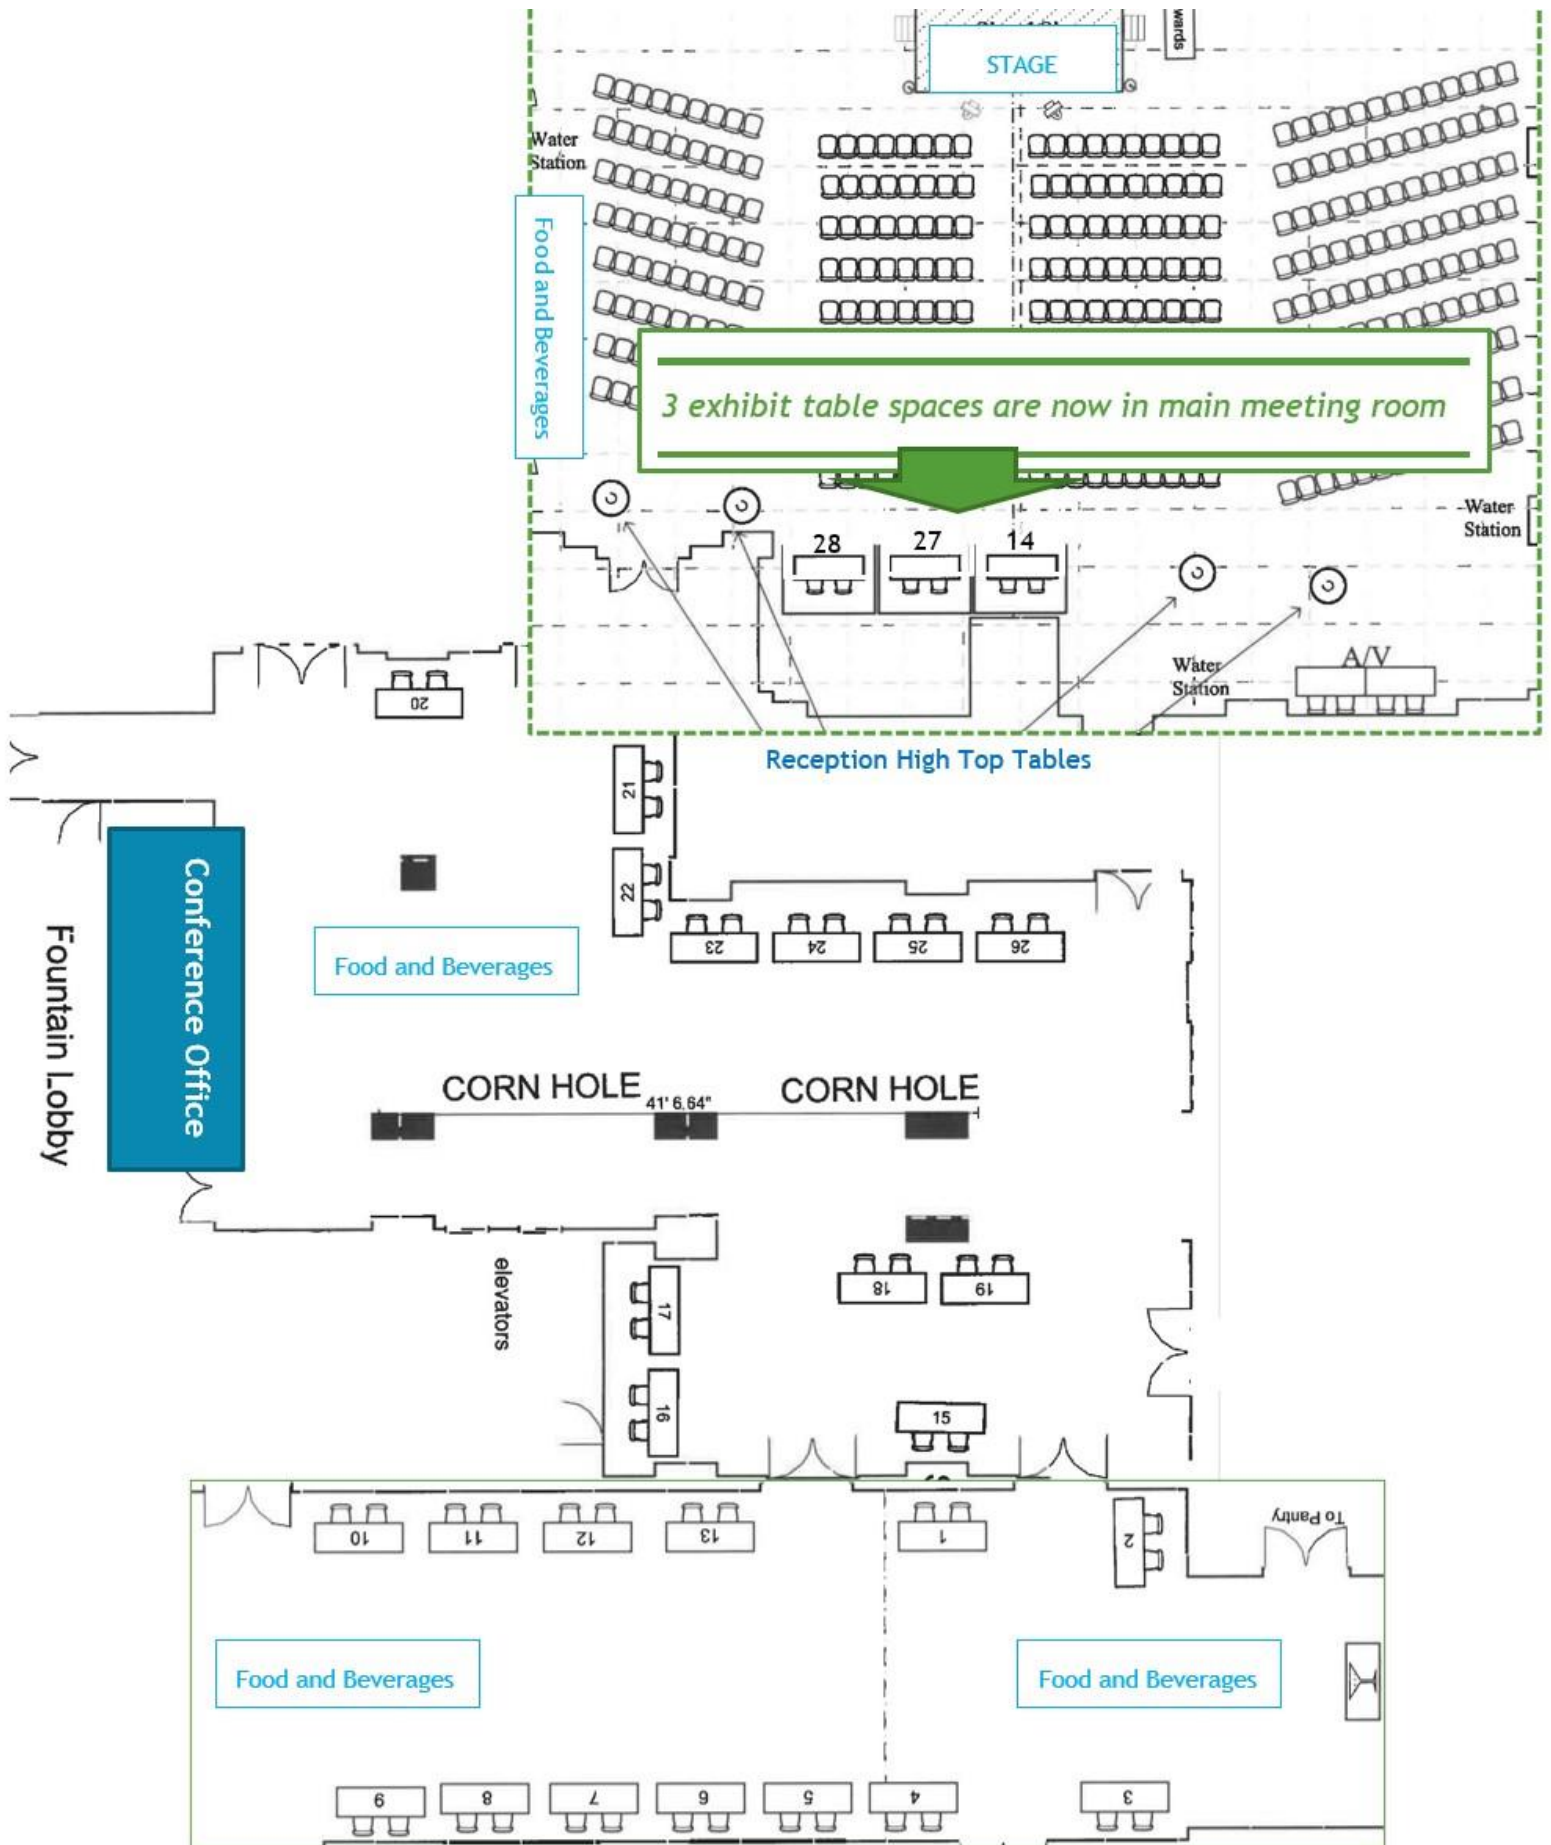 wards
STAGE
Water
Station
Food and Beverages
3 exhibit table spaces are now in main meeting room
Water
Station
28
27
14
A/V
Water
Station
20
Reception High Top Tables
21
22
23
24
25
26
Conference Office
Fountain Lobby
Food and Beverages
CORN HOLE
41' 6.64"
CORN HOLE
elevators
17
18
19
16
15
To Pantry
10
11
12
13
1
2
Food and Beverages
Food and Beverages
9
8
7
6
5
4
3